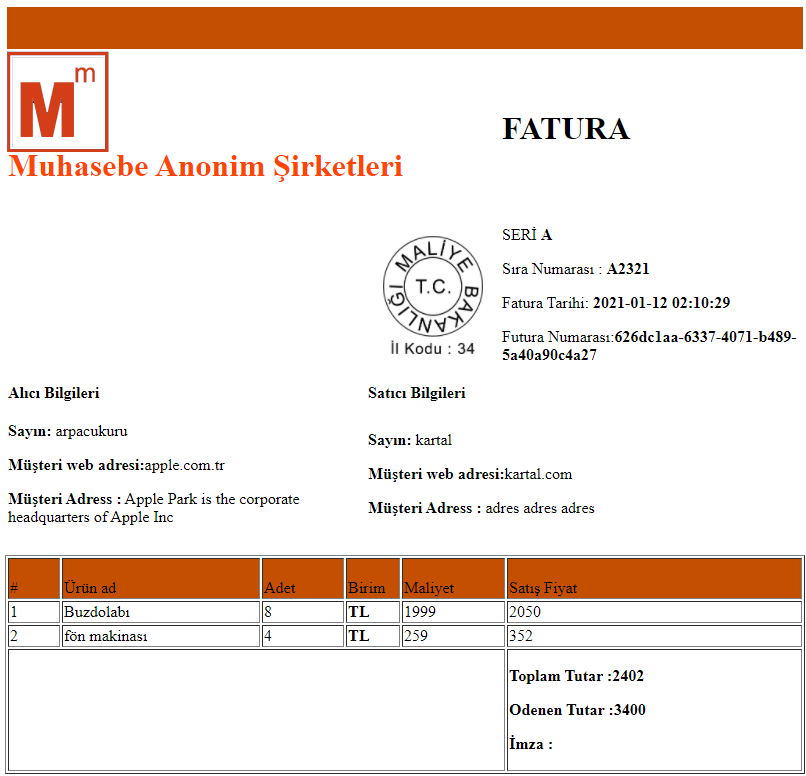 m
M
Muhasebe Anonim Şirketleri
FATURA
MALİYE BAKANLIĞI
T.C.
İl Kodu : 34
SERİ A
Sıra Numarası : A2321
Fatura Tarihi: 2021-01-12 02:10:29
Futura Numarası:626dc1aa-6337-4071-b489-
5a40a90c4a27
Alıcı Bilgileri
Sayın: arpacukuru
Müşteri web adresi:apple.com.tr
Müşteri Adress : Apple Park is the corporate
headquarters of Apple Inc
Satıcı Bilgileri
Sayın: kartal
Müşteri web adresi:kartal.com
Müşteri Adress : adres adres adres
# Ürün ad Adet Birim Maliyet Satış Fiyat
1 Buzdolabı 8 TL 1999 2050
2 fön makinası 4 TL 259 352
Toplam Tutar :2402
Odenen Tutar :3400
İmza :